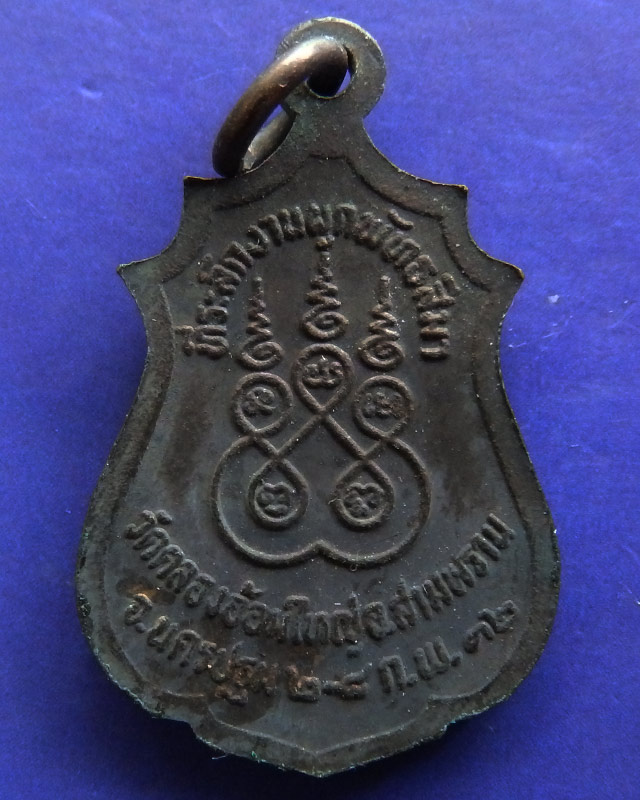 ที่ระลึกงานผูกพัทธสีมา
วัดคลองอ้อมใหญ่ อ.สามพราน
จ.นครปฐม ๒-๘ ก.พ. ๓๒